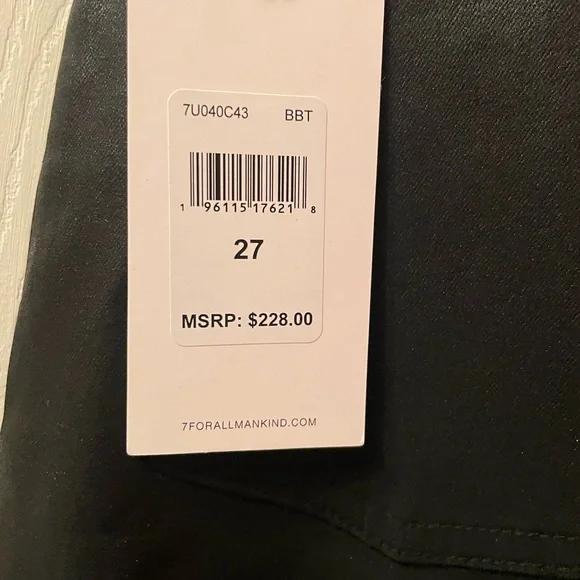 7U040C43 BBT
1 96115 17621 8
27
MSRP: $228.00
7FORALLMANKIND.COM